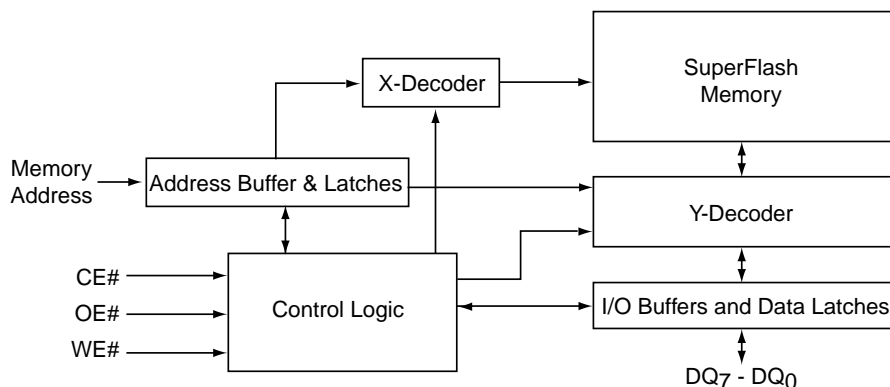 SuperFlash
Memory
X-Decoder
Memory
Address
Address Buffer & Latches
Y-Decoder
CE#
OE#
WE#
Control Logic
I/O Buffers and Data Latches
DQ7 - DQ0